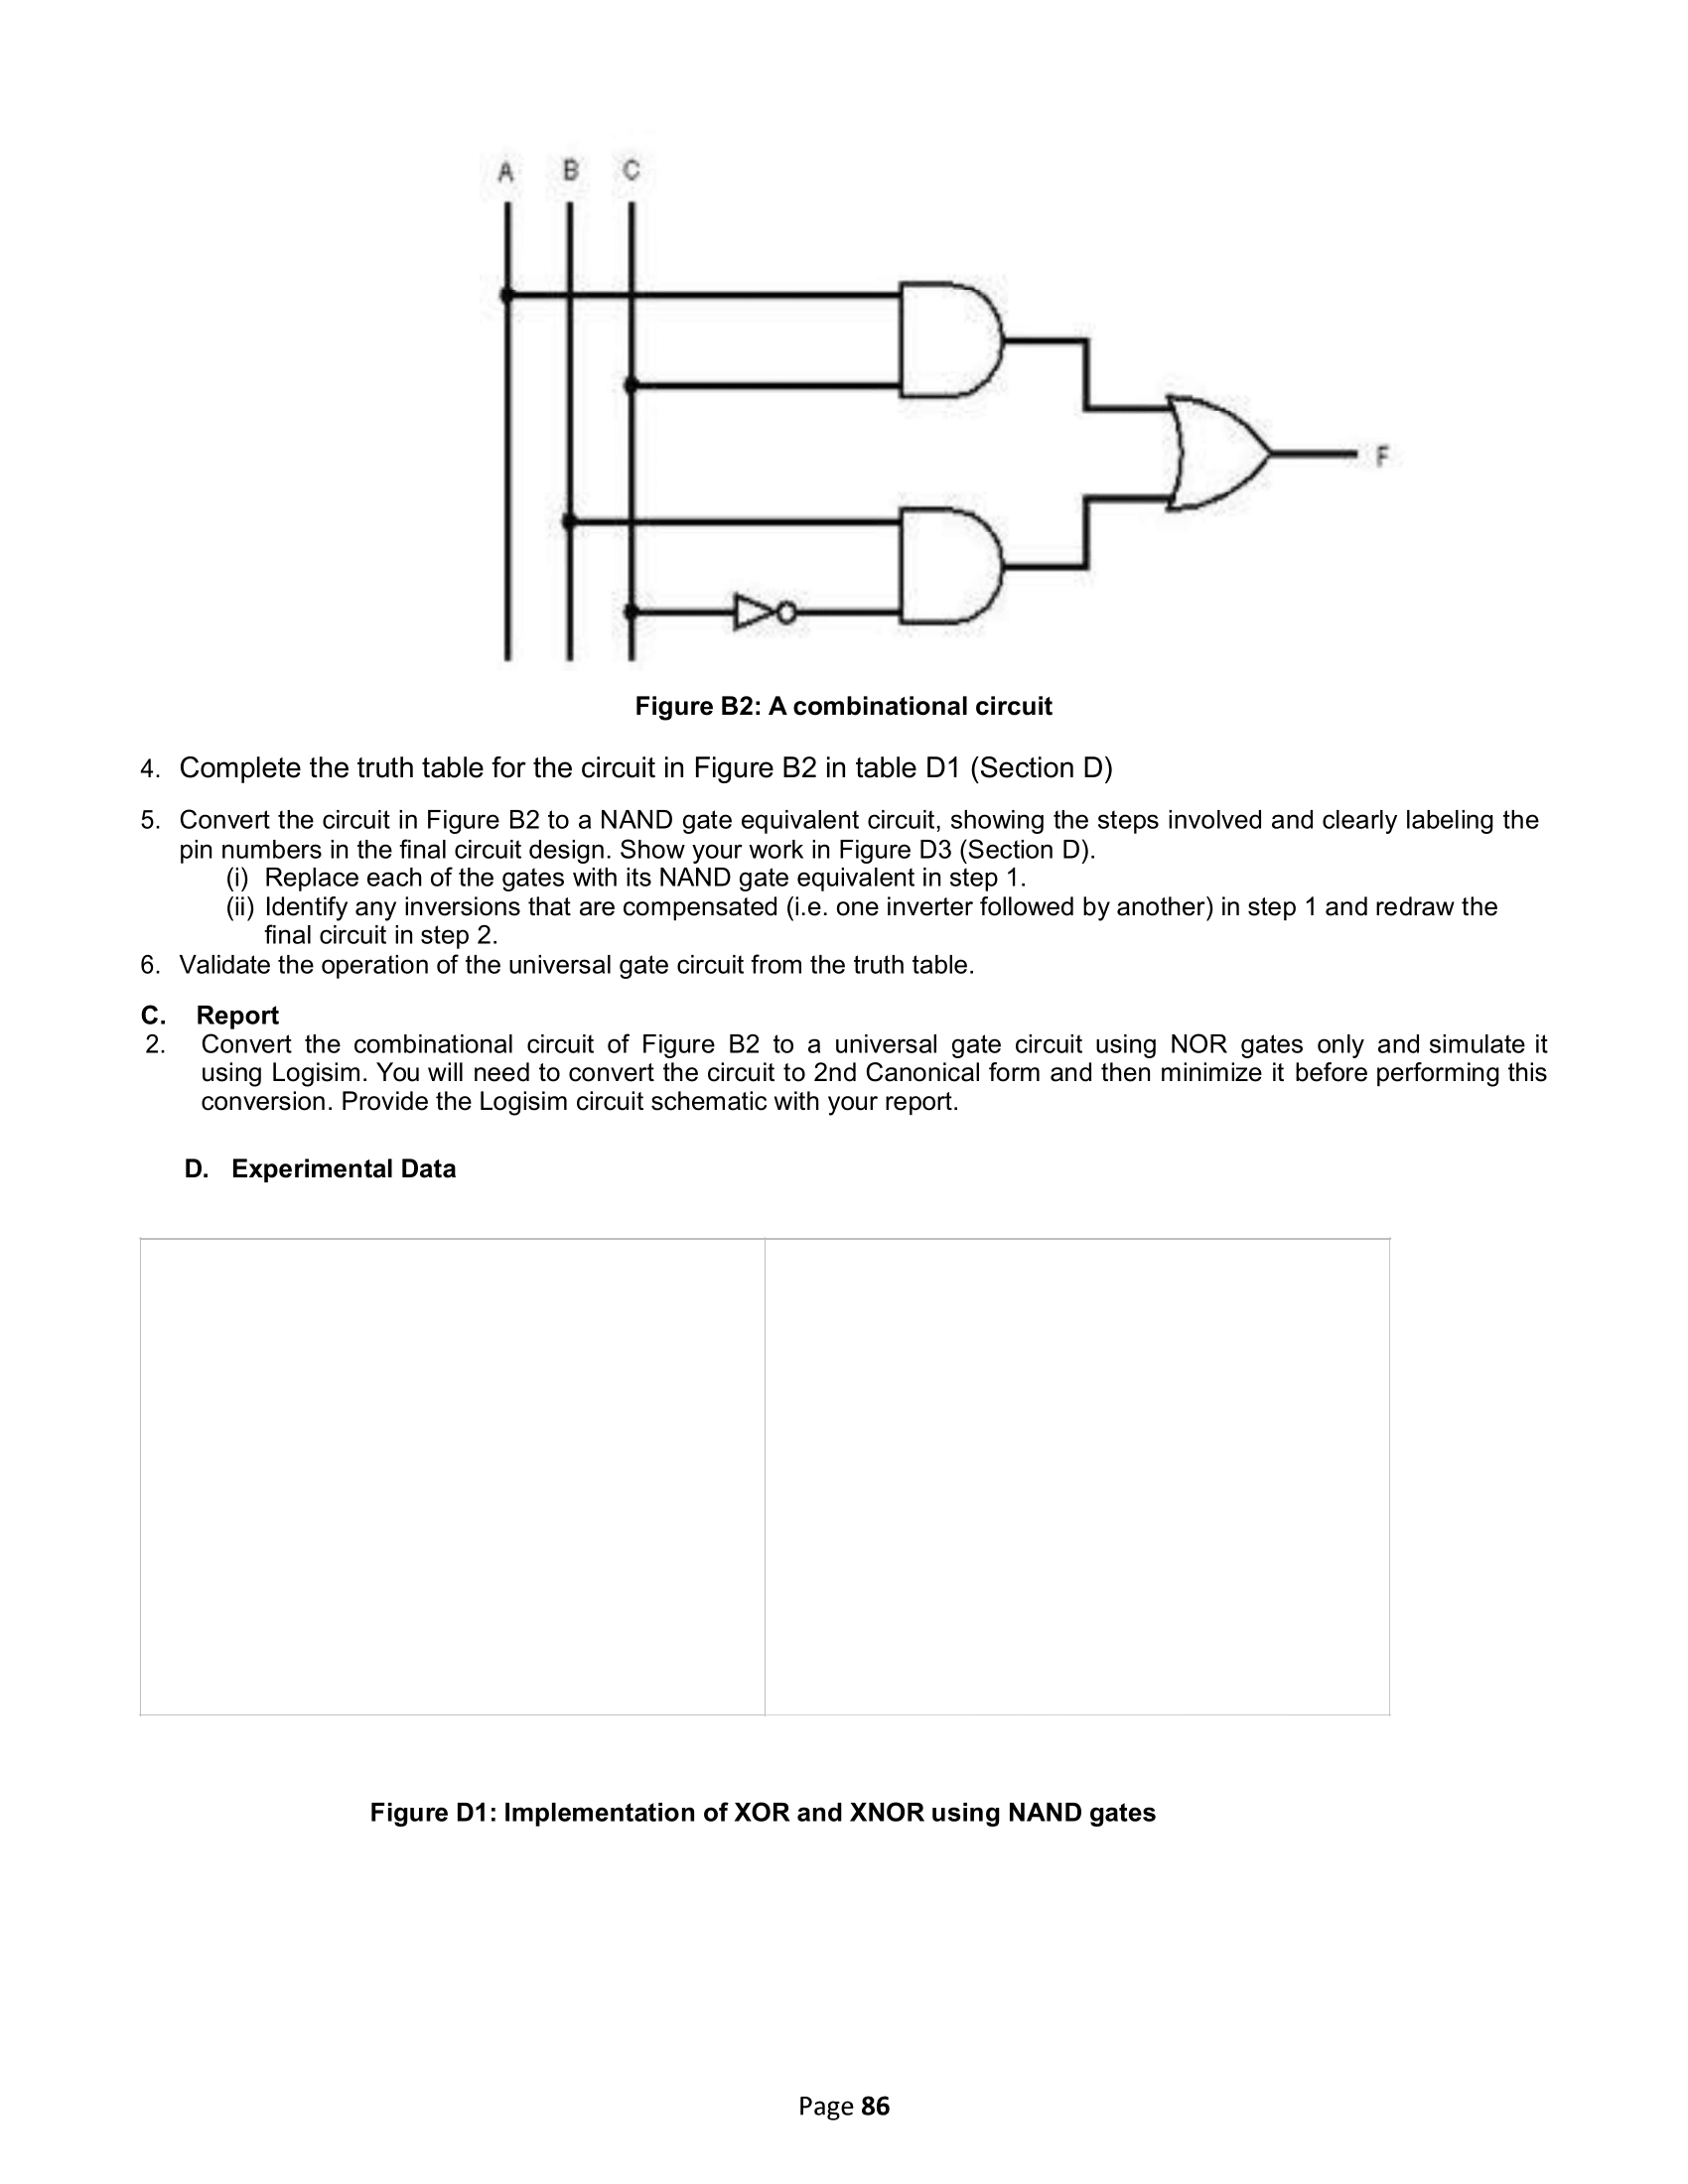 A B C
F
Figure B2: A combinational circuit
4. Complete the truth table for the circuit in Figure B2 in table D1 (Section D)
5. Convert the circuit in Figure B2 to a NAND gate equivalent circuit, showing the steps involved and clearly labeling the
pin numbers in the final circuit design. Show your work in Figure D3 (Section D).
(i) Replace each of the gates with its NAND gate equivalent in step 1.
(ii) Identify any inversions that are compensated (i.e. one inverter followed by another) in step 1 and redraw the
final circuit in step 2.
6. Validate the operation of the universal gate circuit from the truth table.
C. Report
2. Convert the combinational circuit of Figure B2 to a universal gate circuit using NOR gates only and simulate it
using Logisim. You will need to convert the circuit to 2nd Canonical form and then minimize it before performing this
conversion. Provide the Logisim circuit schematic with your report.
D. Experimental Data
Figure D1: Implementation of XOR and XNOR using NAND gates
Page 86